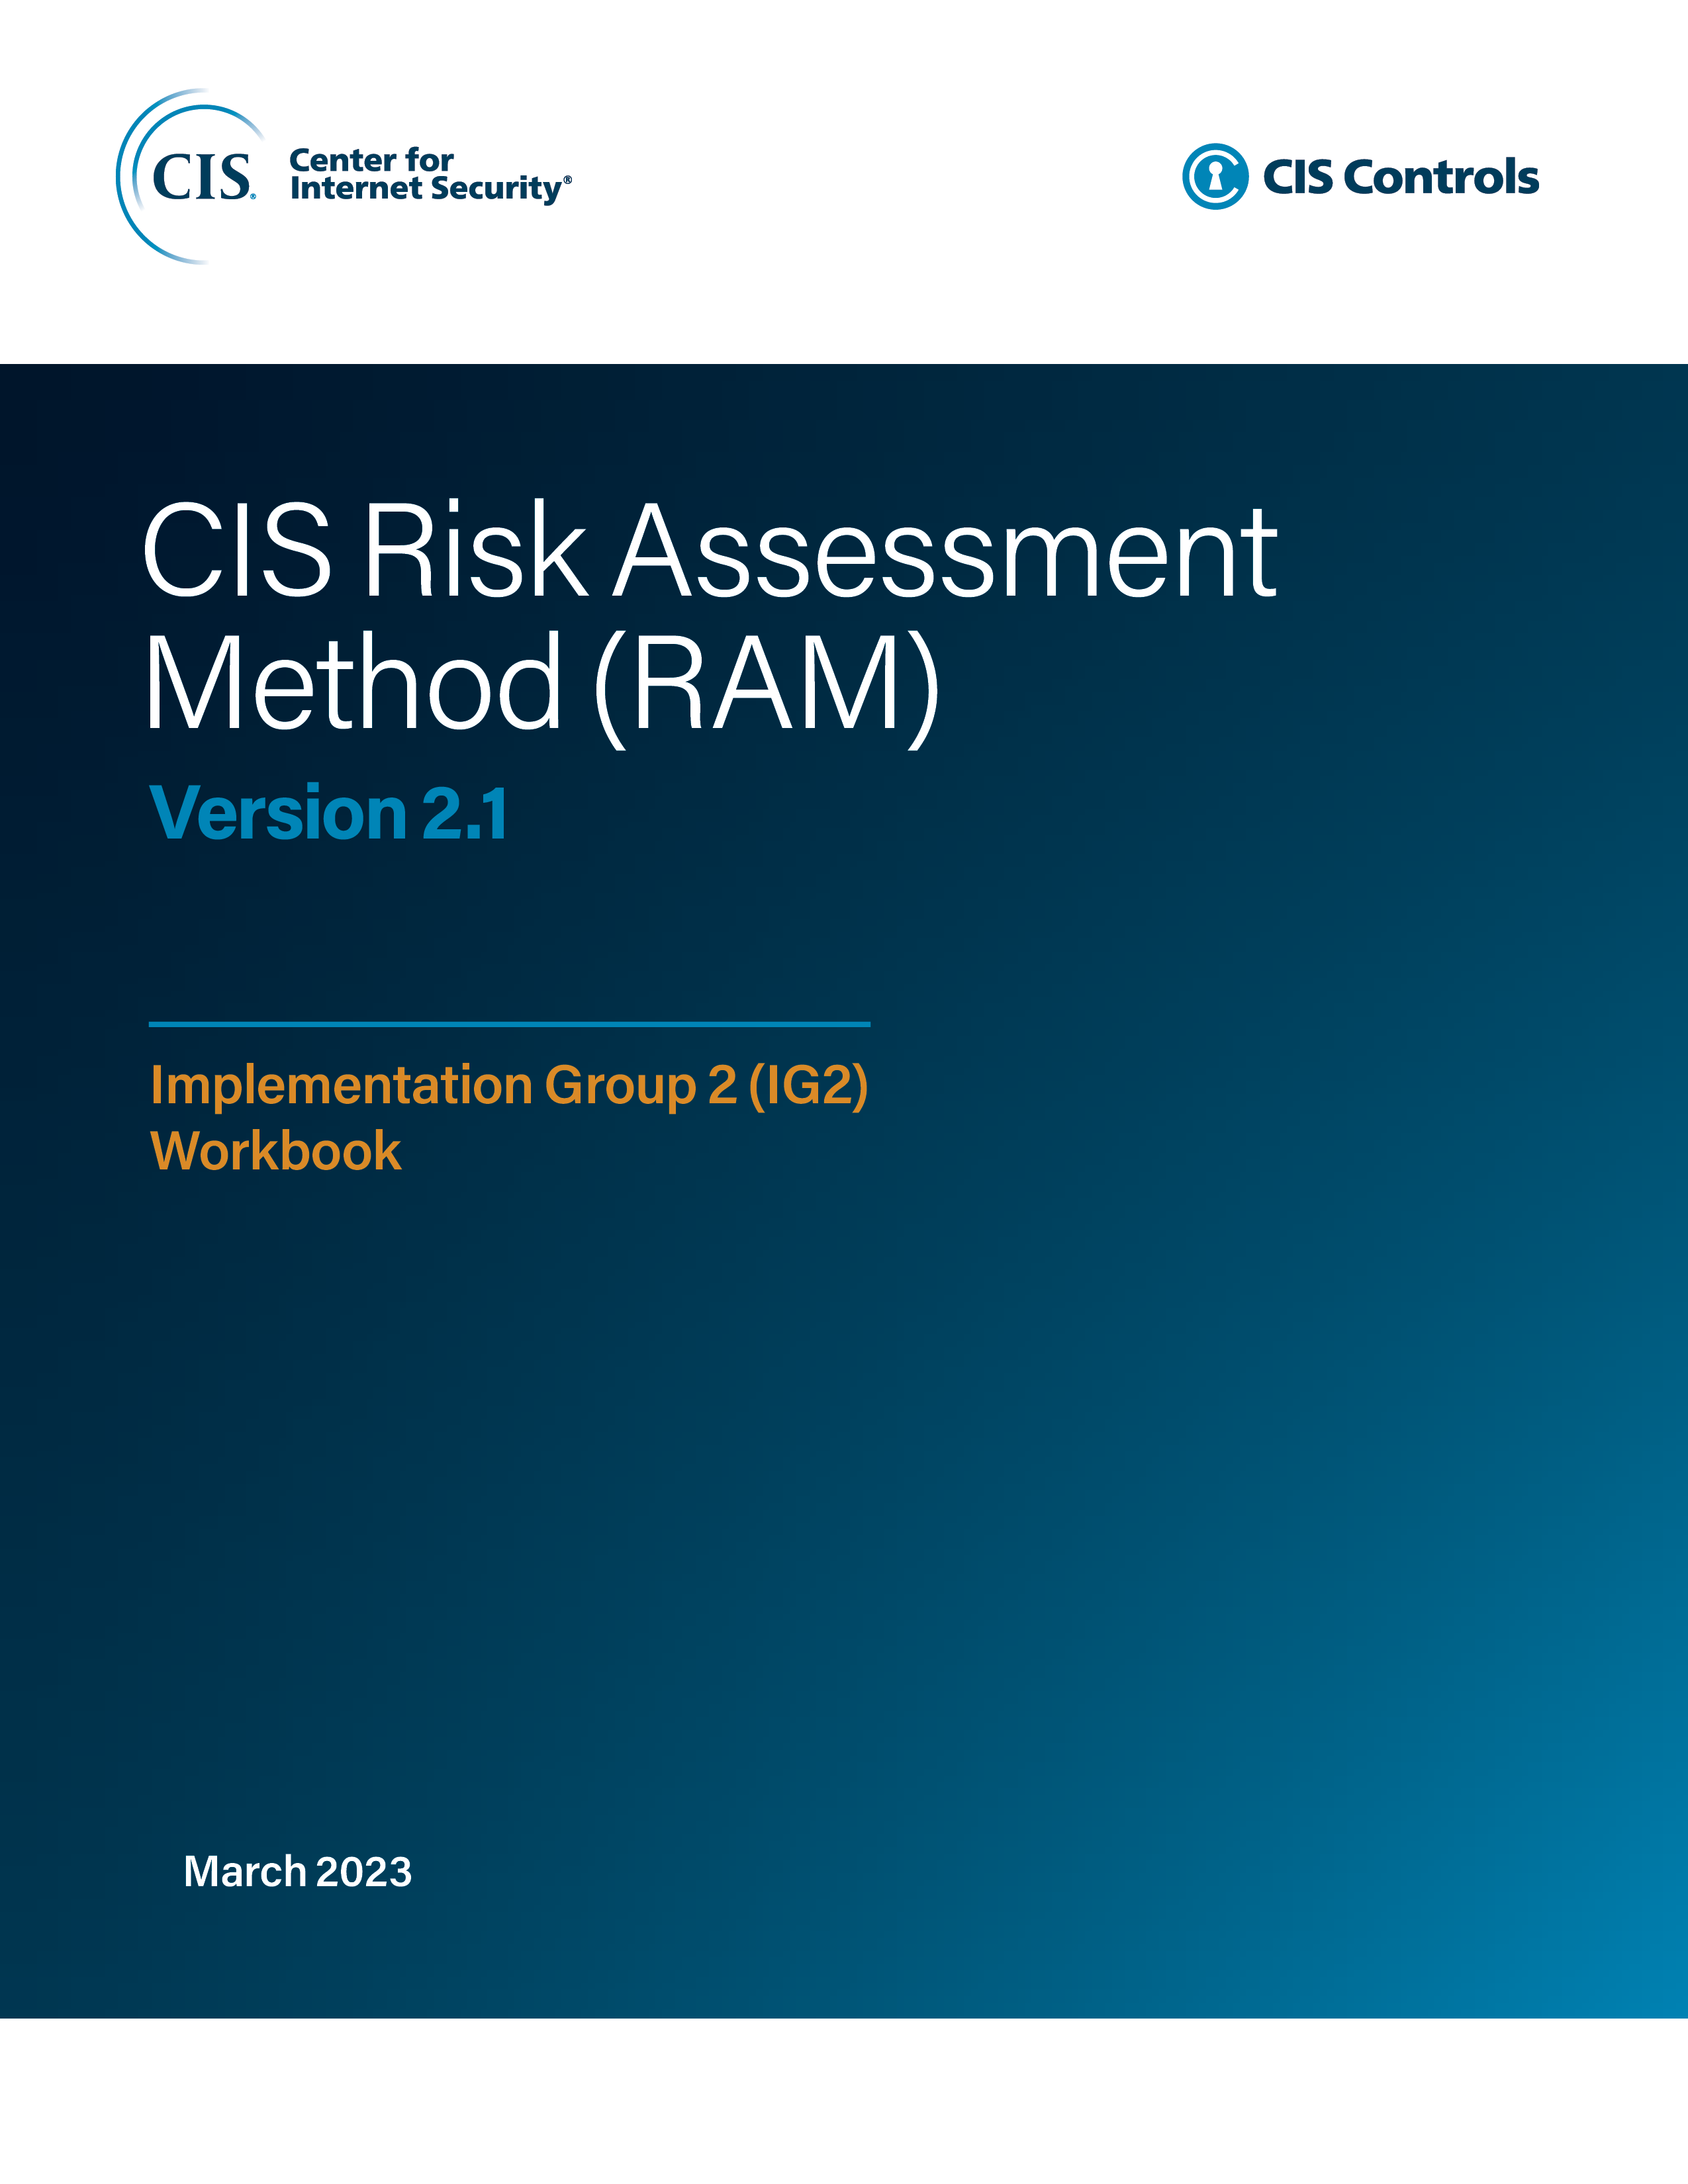 CIS® Center for
Internet Security®
CIS Controls
CIS Risk Assessment
Method (RAM)
Version 2.1
Implementation Group 2 (IG2)
Workbook
March 2023